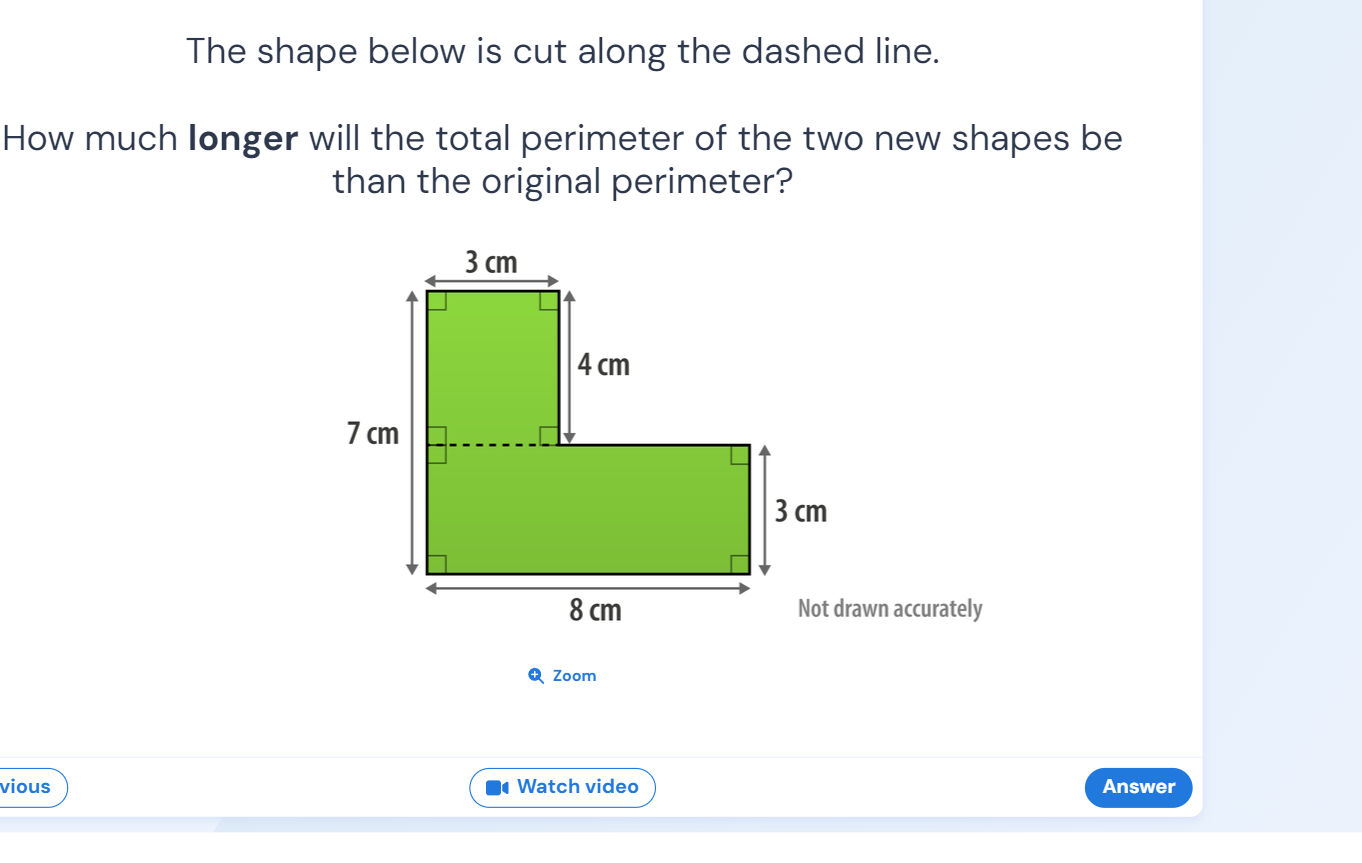 The shape below is cut along the dashed line.
How much longer will the total perimeter of the two new shapes be
than the original perimeter?
3 cm
4 cm
7 cm
3 cm
8 cm
Not drawn accurately
Zoom
vious
Watch video
Answer